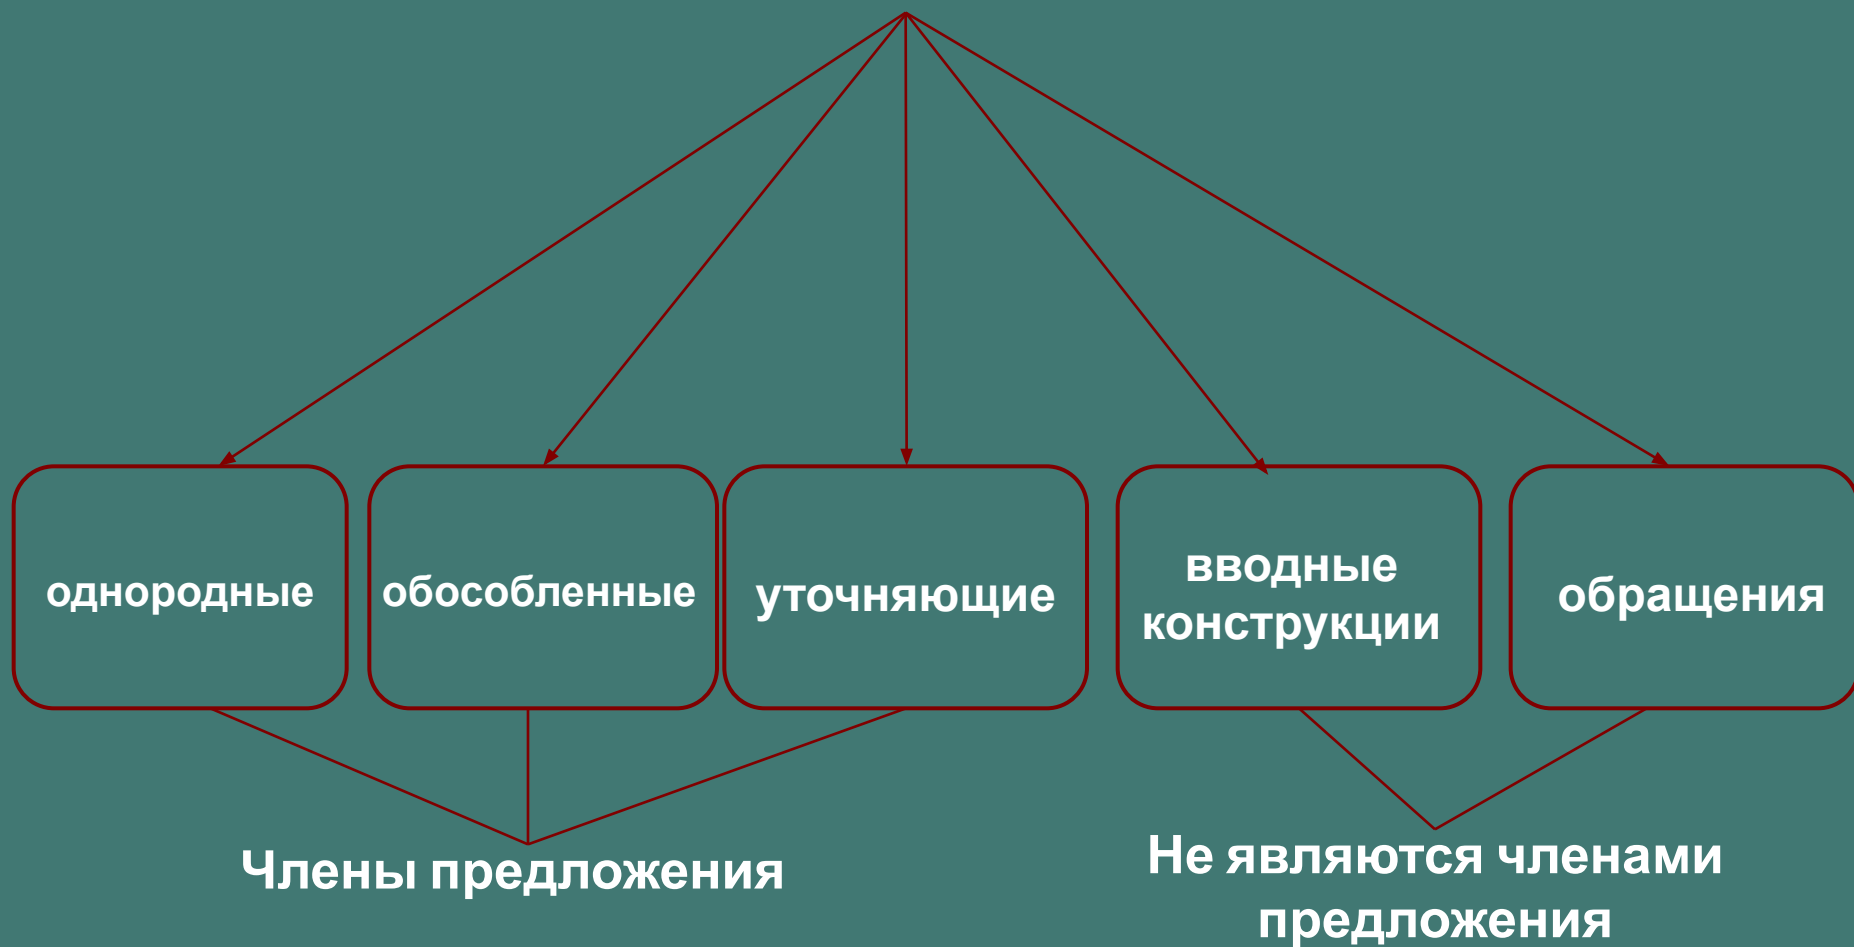 однородные
обособленные
уточняющие
вводные
конструкции
обращения
Члены предложения
Не являются членами
предложения